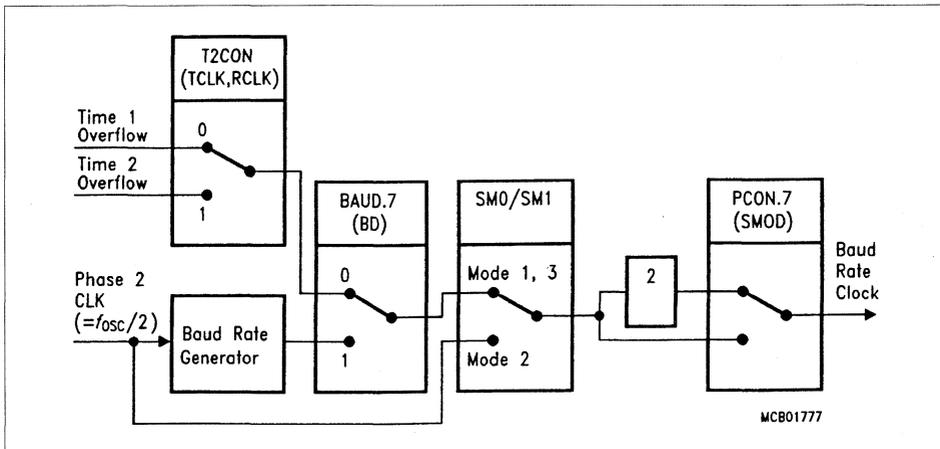 T2CON
(TCLK,RCLK)
Time 1
Overflow
0
Time 2
Overflow
1
BAUD.7
(BD)
SM0/SM1
PCON.7
(SMOD)
Baud
Rate
Clock
Phase 2
CLK
(=fOSC/2)
Baud Rate
Generator
0
1
Mode 1, 3
Mode 2
2
MCB01777